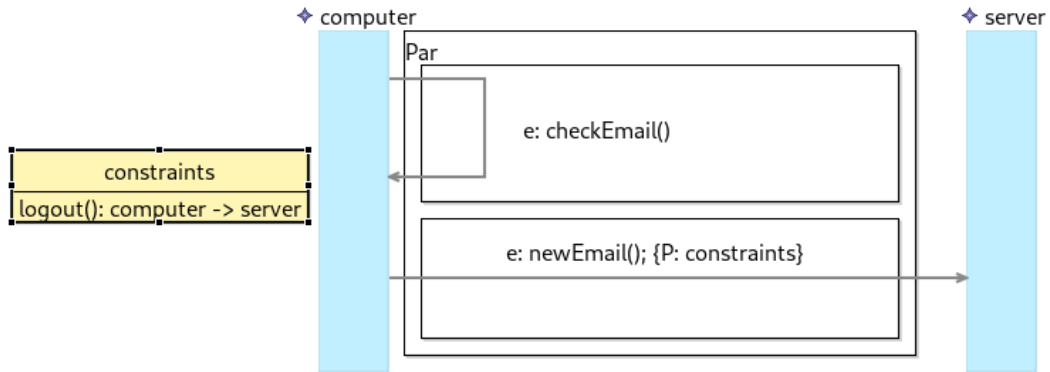 computer
server
Par
e: checkEmail()
constraints
logout(): computer -> server
e: newEmail(); {P: constraints}